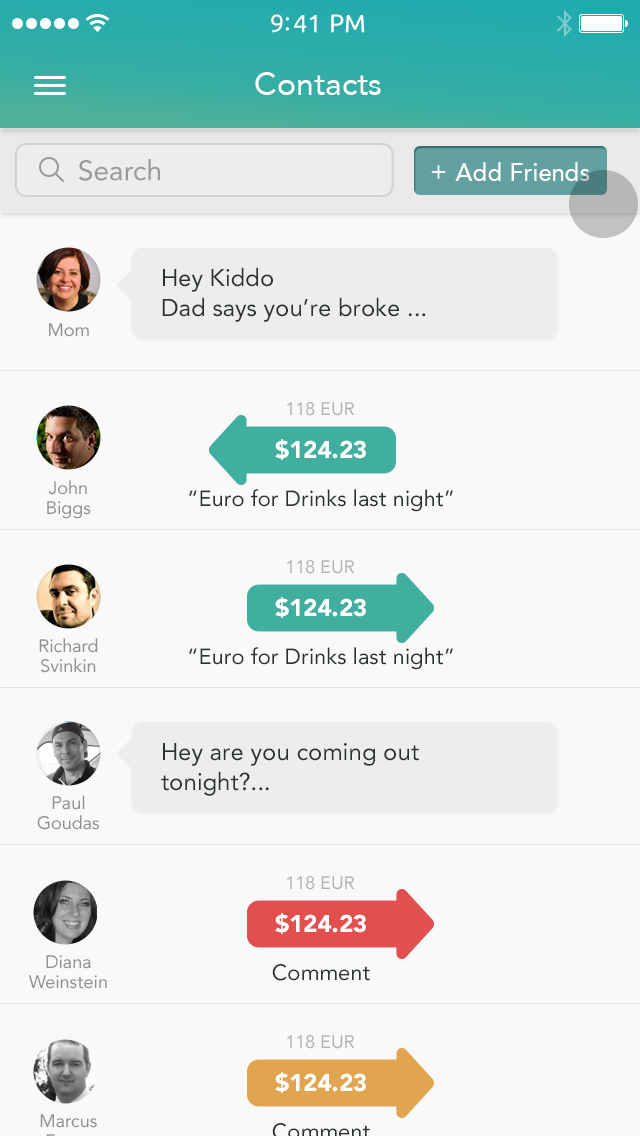 9:41 PM
Contacts
Search
+ Add Friends
Hey Kiddo
Dad says you’re broke ...
Mom
118 EUR
$124.23
“Euro for Drinks last night”
John
Biggs
118 EUR
$124.23
“Euro for Drinks last night”
Richard
Svinkin
Hey are you coming out
tonight?...
Paul
Goudas
118 EUR
$124.23
Comment
Diana
Weinstein
118 EUR
$124.23
Comment
Marcus